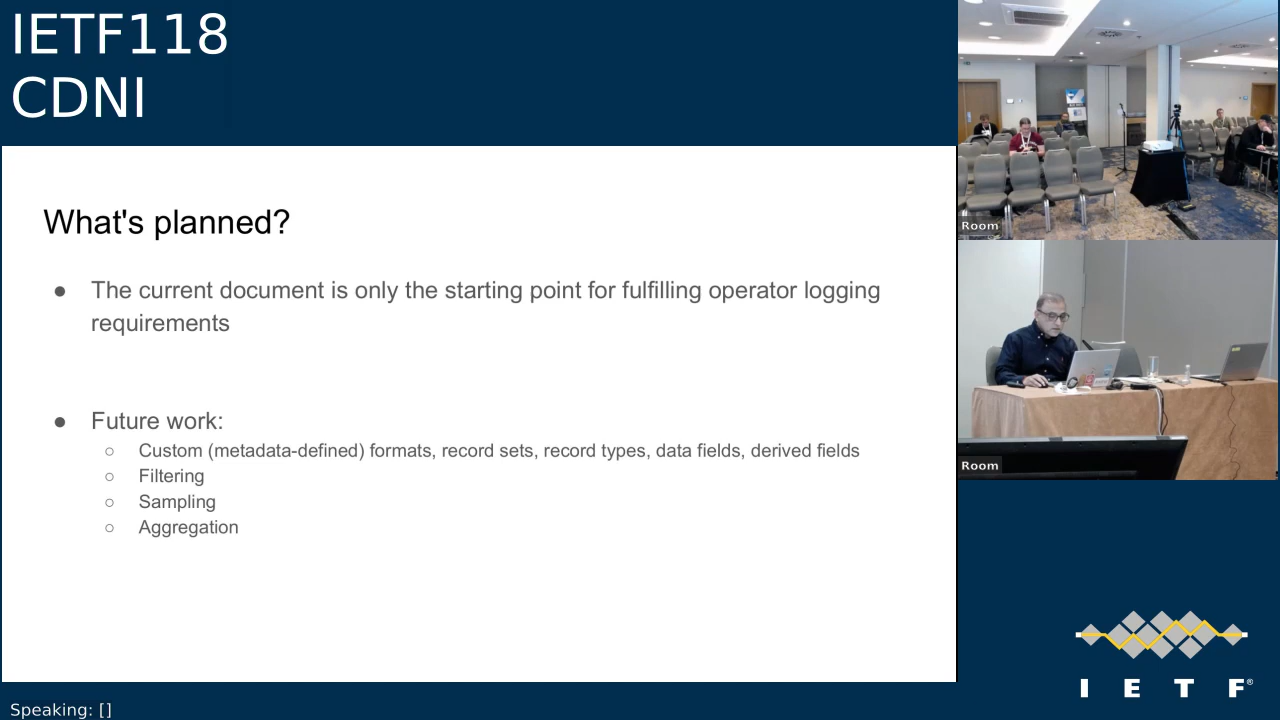 IETF118
CDNI
What's planned?
● The current document is only the starting point for fulfilling operator logging
requirements
● Future work:
○ Custom (metadata-defined) formats, record sets, record types, data fields, derived fields
○ Filtering
○ Sampling
○ Aggregation
Room
Room
I E T F®
Speaking: []